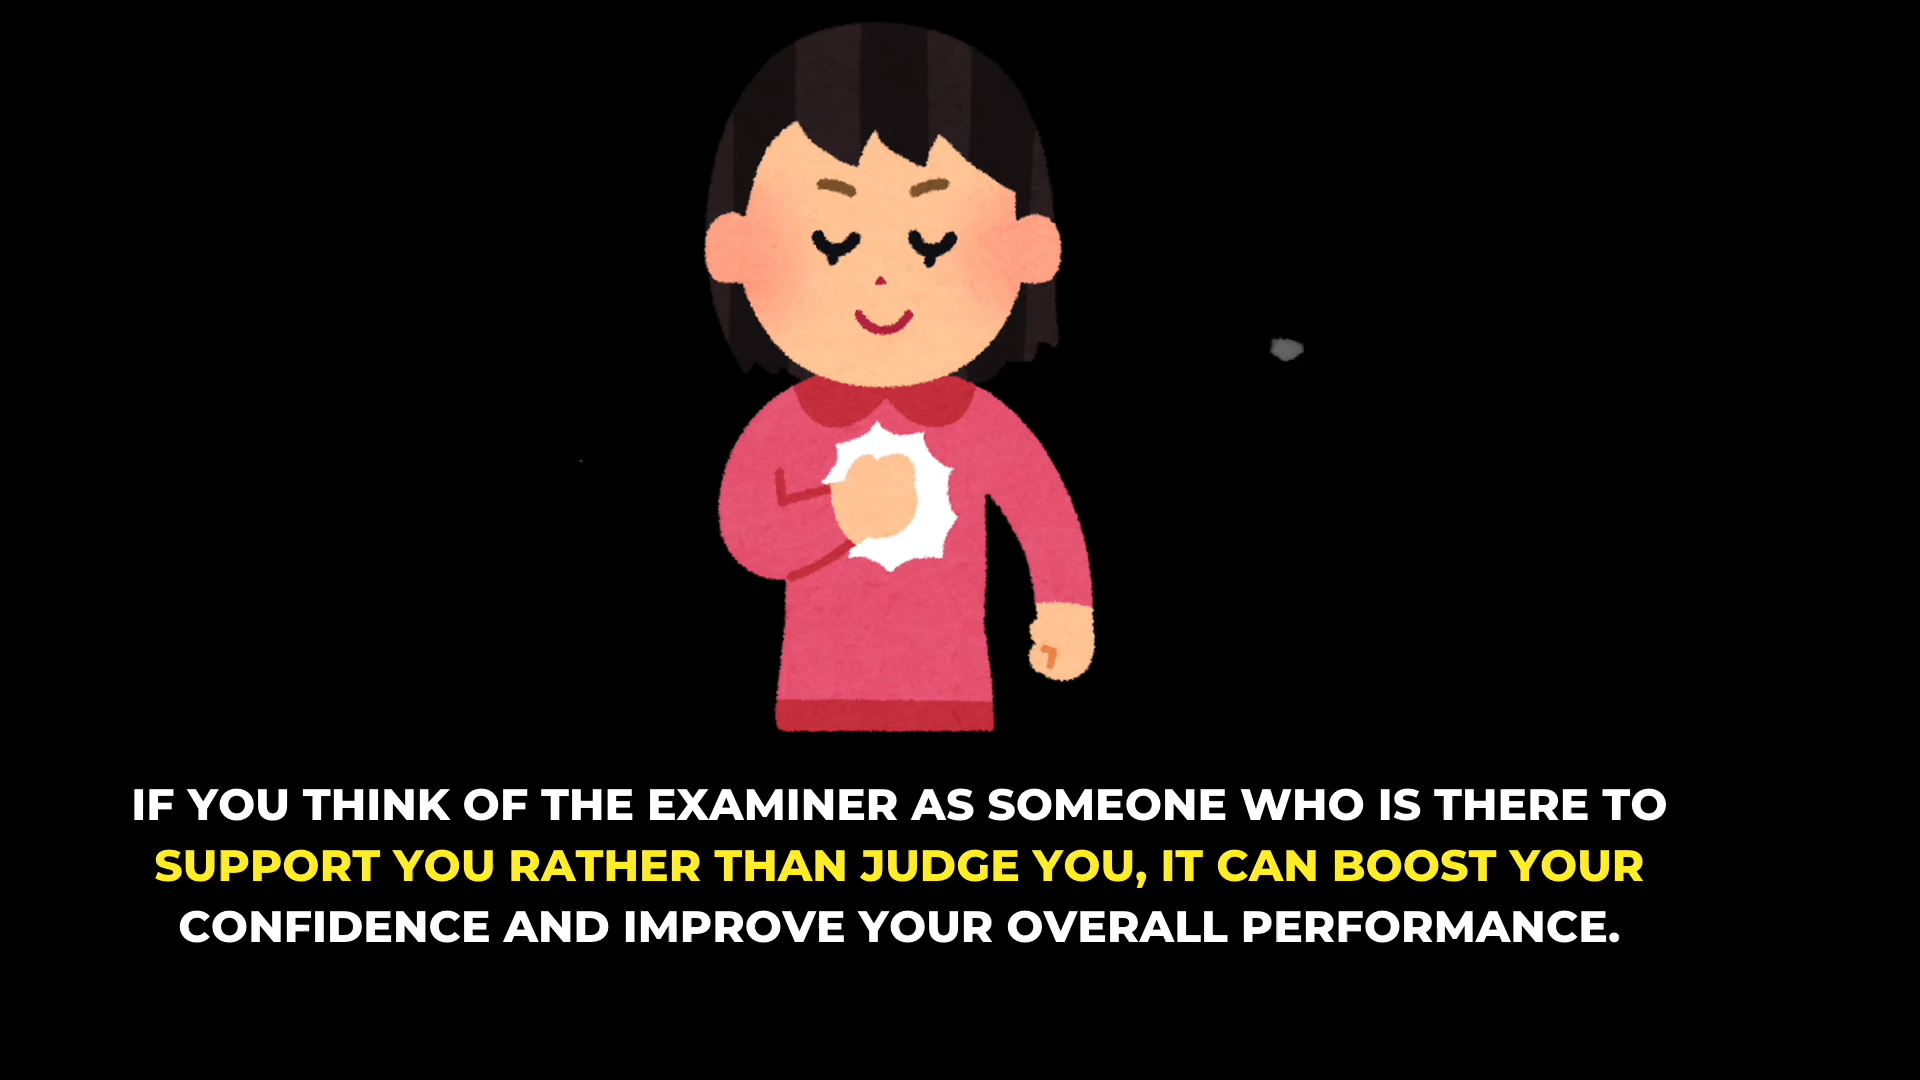 IF YOU THINK OF THE EXAMINER AS SOMEONE WHO IS THERE TO
SUPPORT YOU RATHER THAN JUDGE YOU, IT CAN BOOST YOUR
CONFIDENCE AND IMPROVE YOUR OVERALL PERFORMANCE.